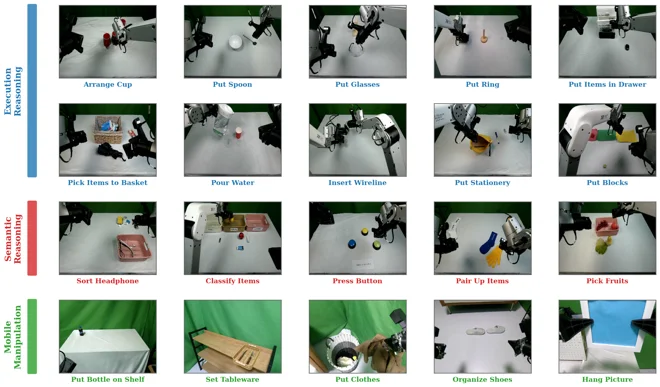 Execution
Reasoning
Arrange Cup
Put Spoon
Put Glasses
Put Ring
Put Items in Drawer
Pick Items to Basket
Pour Water
Insert Wireline
Put Stationery
Put Blocks
Semantic
Reasoning
Sort Headphone
Classify Items
Press Button
Pair Up Items
Pick Fruits
Mobile
Manipulation
Put Bottle on Shelf
Set Tableware
Put Clothes
Organize Shoes
Hang Picture